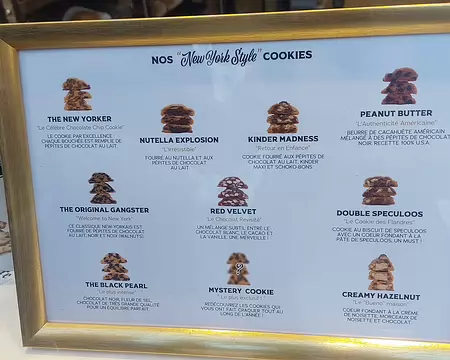 NOS "New York Style" COOKIES
THE NEW YORKER
"Le Célèbre Chocolate Chip Cookie"
LE COOKIE PAR EXCELLENCE
CHAQUE BOUCHÉE EST REMPLIE DE
PÉPITES DE CHOCOLAT
AU LAIT.
NUTELLA EXPLOSION
"L'Irrésistible"
FOURRÉ AU NUTELLA ET AUX
PÉPITES DE CHOCOLAT
AU LAIT
KINDER MADNESS
"Retour en Enfance"
COOKIE FOURRÉ AUX PÉPITES
DE CHOCOLAT AU LAIT, KINDER
MAXI ET SCHOKO-BONS
PEANUT BUTTER
"L'Authenticité Américaine"
BEURRE DE CACAHUÈTE AMÉRICAIN
MÉLANGÉ À DES PÉPITES DE CHOCOLAT
NOIR. RECETTE 100% U.S.A
THE ORIGINAL GANGSTER
"Welcome to New York"
CE CLASSIQUE NEW-YORKAIS EST
FOURRÉ DE PÉPITES DE CHOCOLAT
AU LAIT, NOIR ET NOIX (WALNUTS)
RED VELVET
"Le Chocolat Revisité"
UN MÉLANGE SUBTIL ENTRE LE
CHOCOLAT BLANC, LE CACAO ET
LA VANILLE, UNE MERVEILLE !
DOUBLE SPECULOOS
"Le Cookie des Flandres"
COOKIE AU BISCUIT DE SPECULOOS
AVEC UN COEUR FONDANT À LA
PÂTE DE SPECULOOS, UN MUST !
THE BLACK PEARL
"Le plus intense"
CHOCOLAT NOIR, FLEUR DE SEL,
CHOCOLAT DE TRÈS GRANDE QUALITÉ
POUR UN ÉQUILIBRE PARFAIT.
MYSTERY COOKIE
"Le plus exclusif !"
REDÉCOUVREZ LES COOKIES QUI
VOUS ONT FAIT CRAQUER TOUT AU
LONG DE L'ANNÉE !
CREAMY HAZELNUT
"Le "Bueno" maison"
COEUR FONDANT À LA CRÈME
DE NOISETTE, MORCEAUX DE
NOISETTE ET CHOCOLAT